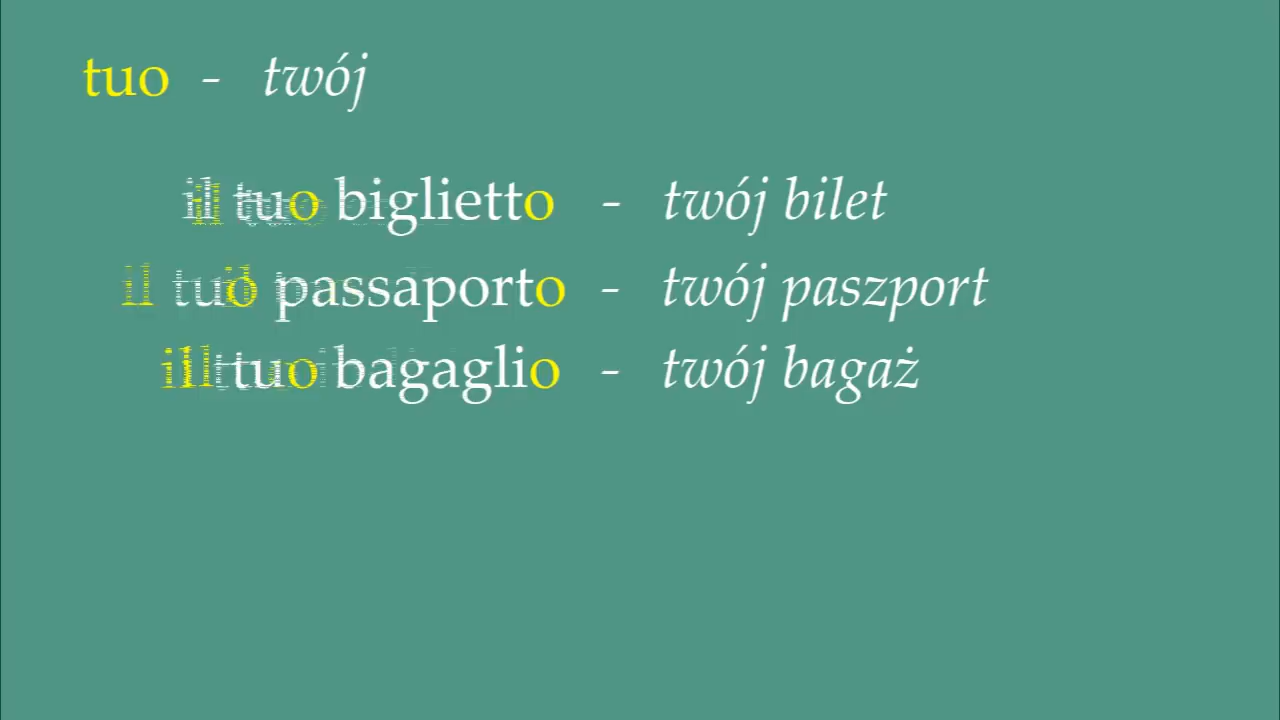 tuo - twój
il tuo biglietto - twój bilet
il tuo passaporto - twój paszport
il tuo bagaglio - twój bagaż